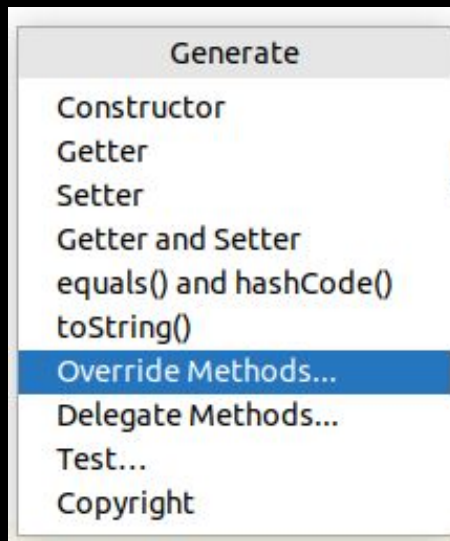 Generate
Constructor
Getter
Setter
Getter and Setter
equals() and hashCode()
toString()
Override Methods...
Delegate Methods...
Test...
Copyright